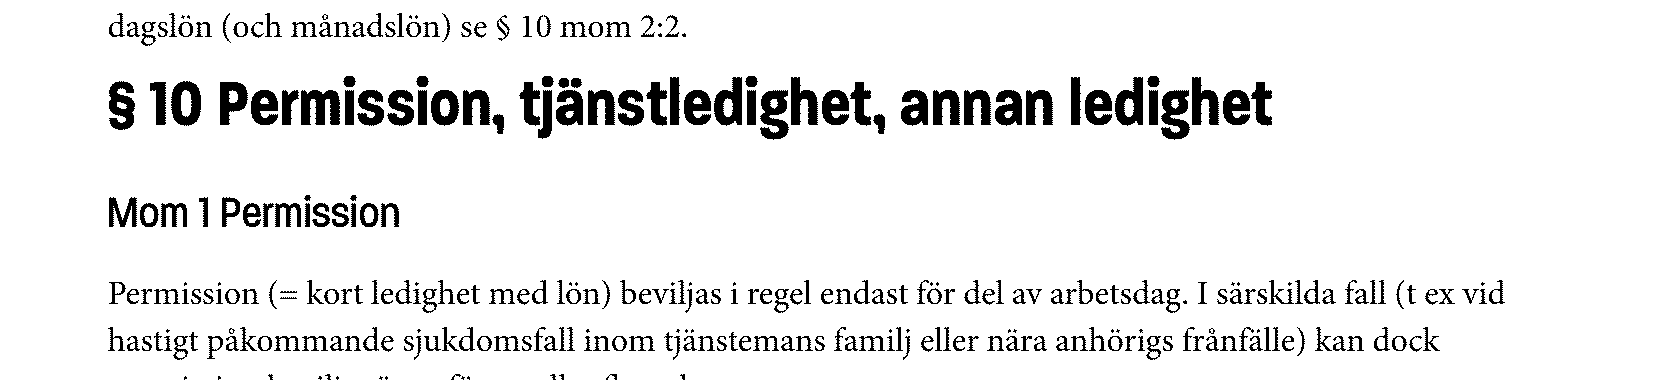 dagslön (och månadslön) se § 10 mom 2:2.
§ 10 Permission, tjänstledighet, annan ledighet
Mom 1 Permission
Permission (= kort ledighet med lön) beviljas i regel endast för del av arbetsdag. I särskilda fall (t ex vid
hastigt påkommande sjukdomsfall inom tjänstemans familj eller nära anhörigs frånfälle) kan dock